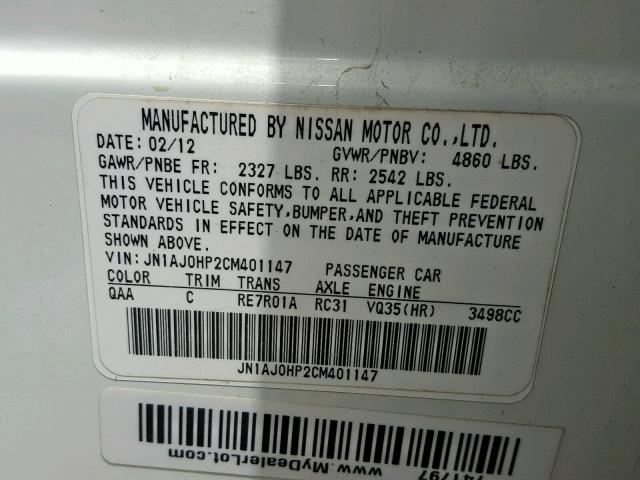 MANUFACTURED BY NISSAN MOTOR CO.,LTD.
DATE: 02/12 GVWR/PNBV: 4860 LBS.
GAWR/PNBE FR: 2327 LBS. RR: 2542 LBS.
THIS VEHICLE CONFORMS TO ALL APPLICABLE FEDERAL
MOTOR VEHICLE SAFETY,BUMPER,AND THEFT PREVENTION
STANDARDS IN EFFECT ON THE DATE OF MANUFACTURE
SHOWN ABOVE.
VIN: JN1AJ0HP2CM401147 PASSENGER CAR
COLOR TRIM TRANS AXLE ENGINE
QAA C RE7R01A RC31 VQ35(HR) 3498CC
JN1AJ0HP2CM401147
www.MyDealerLot.com
741797